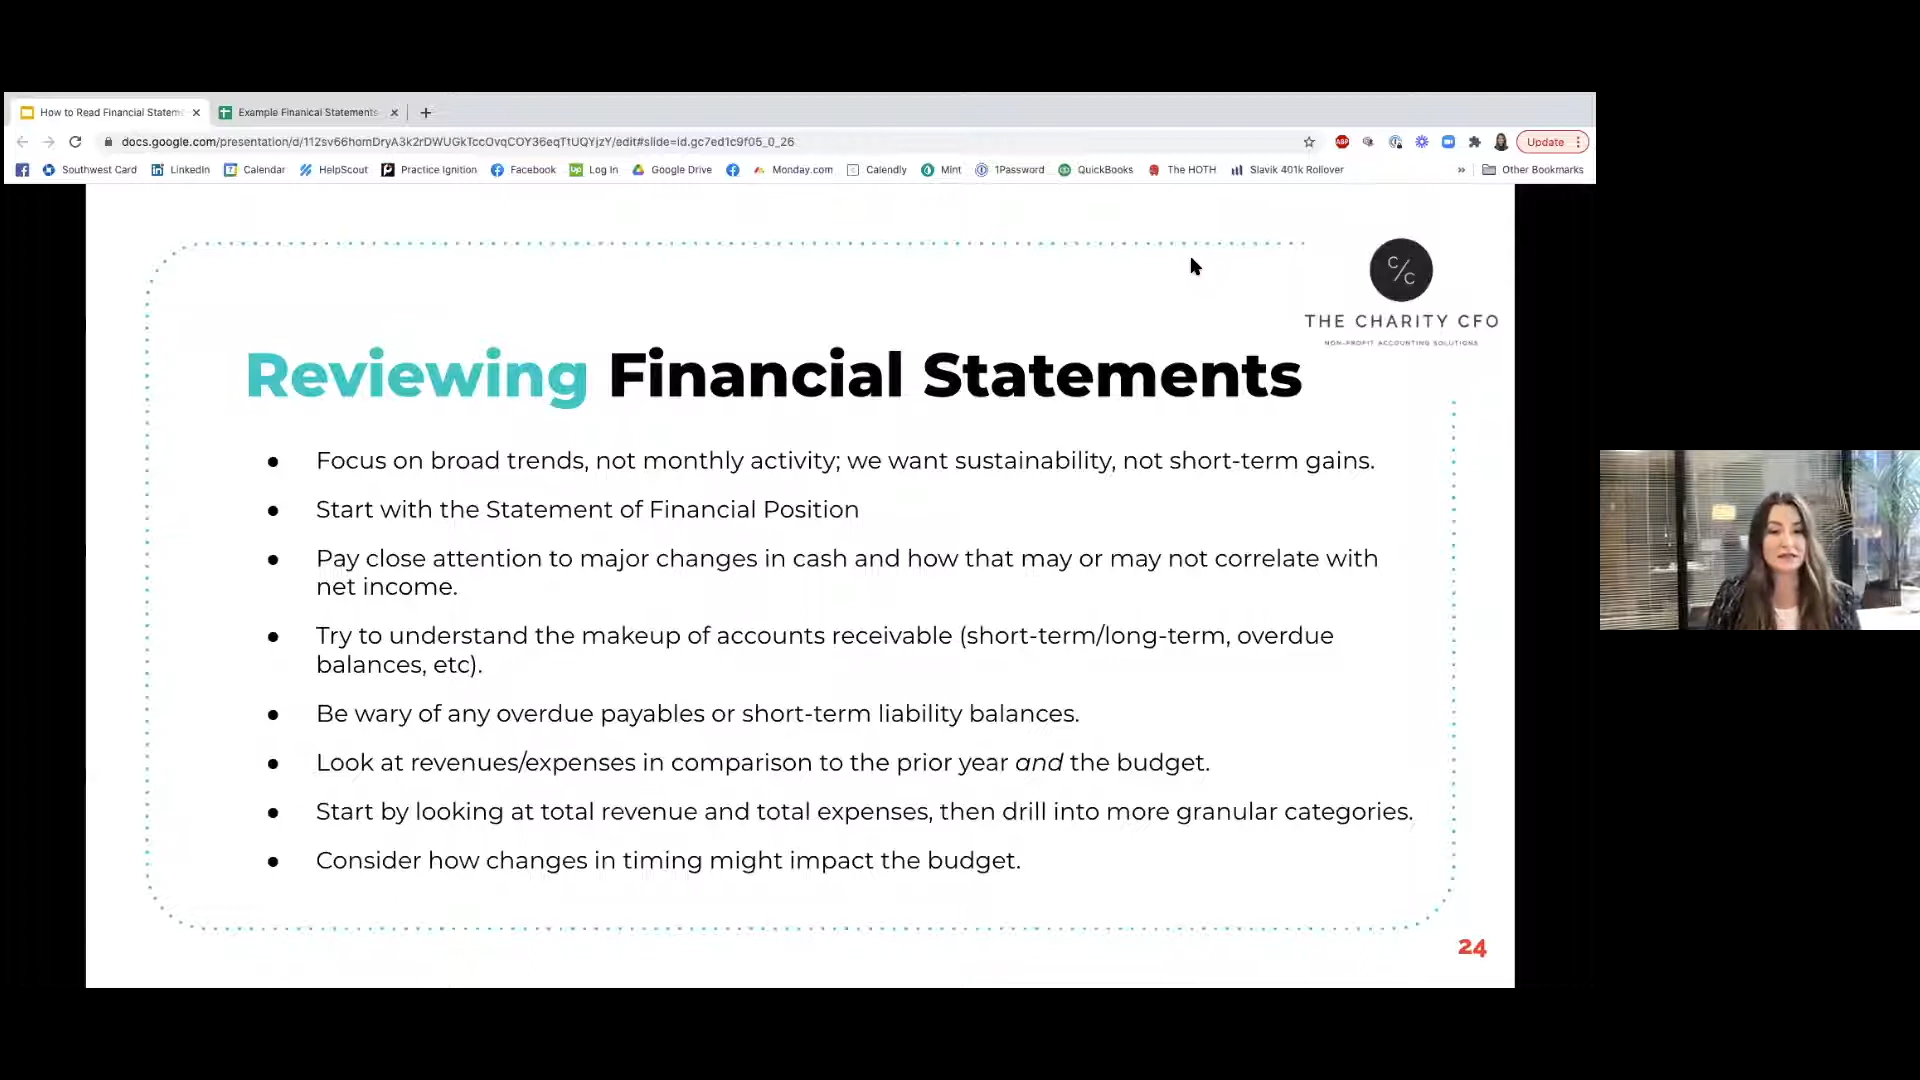 How to Read Financial Stateme
Example Finanical Statements
docs.google.com/presentation/d/112sv66homDryA3k2rDWUGkTccOvqCOY36eqTtUQYjzY/edit#slide=id.gc7ed1c9f05_0_26
ABP
Update
Southwest Card
LinkedIn
Calendar
HelpScout
Practice Ignition
Facebook
Log In
Google Drive
Monday.com
Calendly
Mint
1Password
QuickBooks
The HOTH
Slavik 401k Rollover
»
Other Bookmarks
C/C
THE CHARITY CFO
NON-PROFIT ACCOUNTING SOLUTIONS
Reviewing Financial Statements
● Focus on broad trends, not monthly activity; we want sustainability, not short-term gains.
● Start with the Statement of Financial Position
● Pay close attention to major changes in cash and how that may or may not correlate with
net income.
● Try to understand the makeup of accounts receivable (short-term/long-term, overdue
balances, etc).
● Be wary of any overdue payables or short-term liability balances.
● Look at revenues/expenses in comparison to the prior year and the budget.
● Start by looking at total revenue and total expenses, then drill into more granular categories.
● Consider how changes in timing might impact the budget.
24